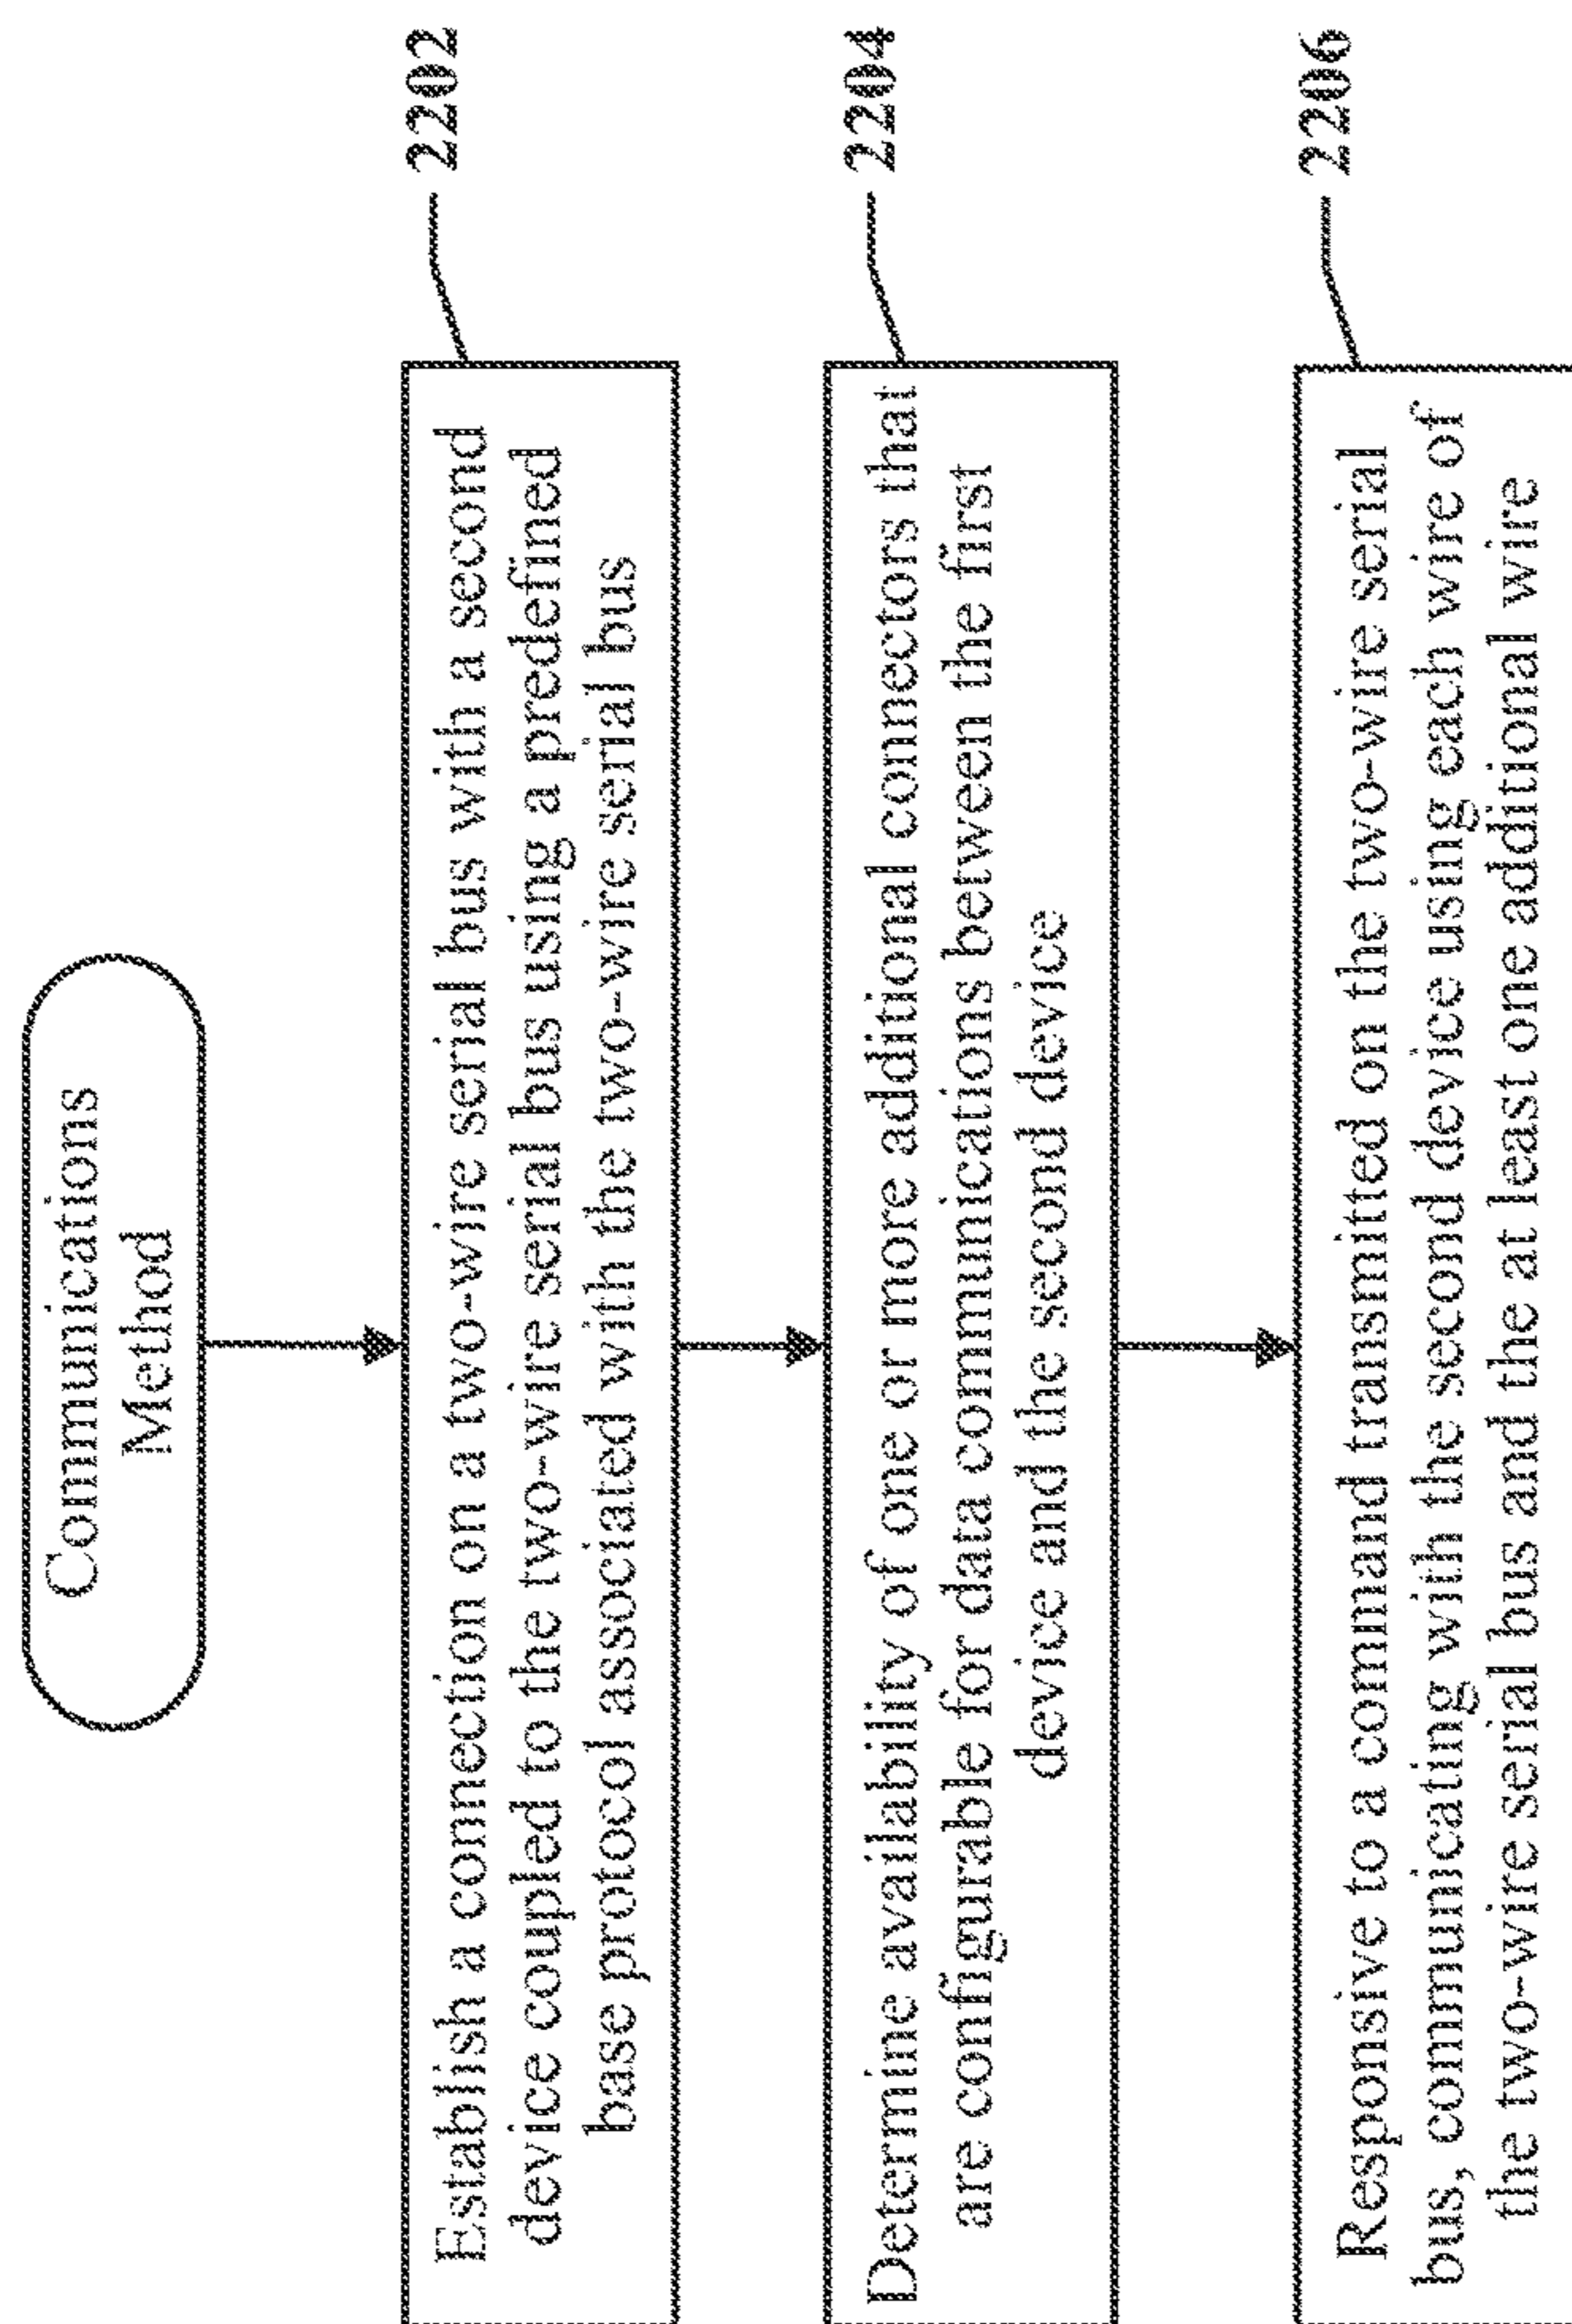 Communications
Method
Establish a connection on a two-wire serial bus with a second
device coupled to the two-wire serial bus using a predefined
base protocol associated with the two-wire serial bus
2202
Determine availability of one or more additional connectors that
are configurable for data communications between the first
device and the second device
2204
Responsive to a command transmitted on the two-wire serial
bus, communicating with the second device using each wire of
the two-wire serial bus and the at least one additional wire
2206